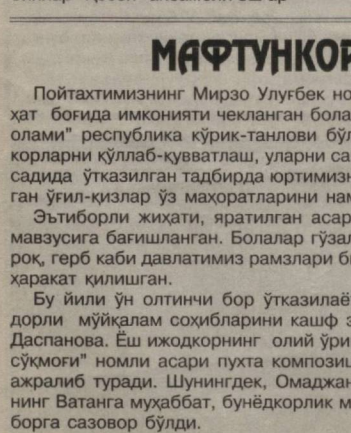 МАФТУНКОР
Пойтахтимизнинг Мирзо Улуғбек но
ҳат боғида имконияти чекланган бола
олами” республика кўрик-танлови бўл
корларни қўллаб-қувватлаш, уларни са
садида ўтказилган тадбирда юртимизн
ган ўғил-қизлар ўз маҳоратларини нам
Эътиборли жиҳати, яратилган асар
мавзусига бағишланган. Болалар гўзал
роқ, герб каби давлатимиз рамзлари б
ҳаракат қилишган.
Бу йили ўн олтинчи бор ўтказилаё
дорли мўйқалам соҳибларини кашф э
Даспанова. Ёш ижодкорнинг олий ўри
сўқмоғи” номли асари пухта композиц
ажралиб туради. Шунингдек, Омаджан
нинг Ватанга муҳаббат, бунёдкорлик м
борга сазовор бўлди.